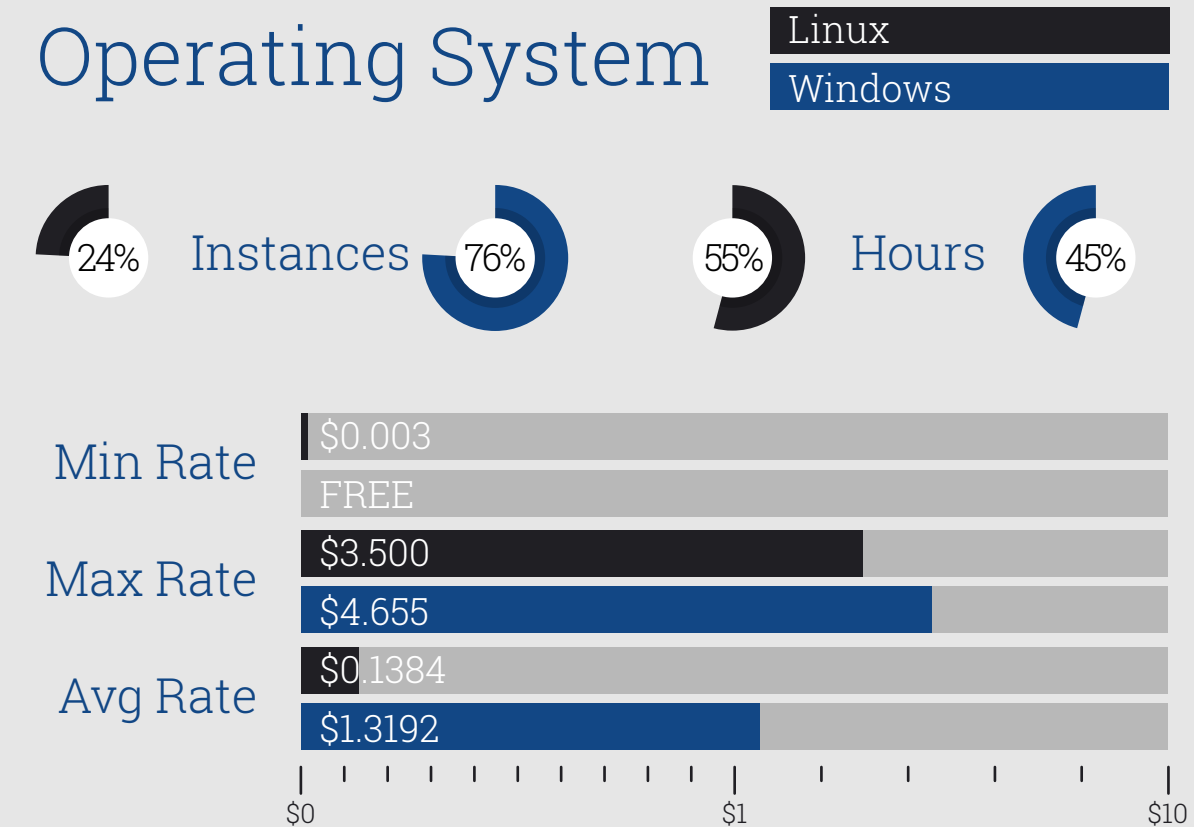 Operating System
Linux
Windows
24%
Instances
76%
55%
Hours
45%
Min Rate
$0.003
FREE
Max Rate
$3.500
$4.655
Avg Rate
$0.1384
$1.3192
$0
$1
$10